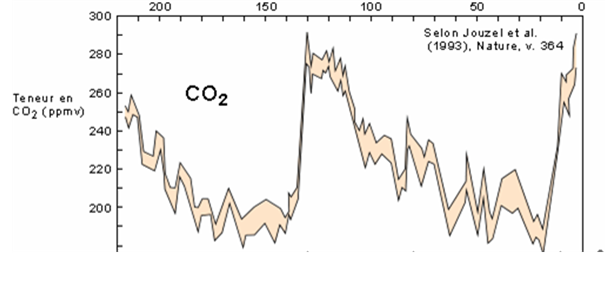 200 150 100 50 0
300
Selon Jouzel et al.
(1993), Nature, v. 364
280
Teneur en
CO2 (ppmv)
260
CO2
240
220
200